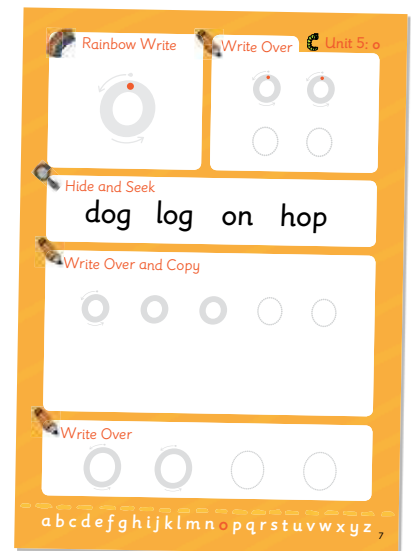 Rainbow Write
Write Over
Unit 5: o
Hide and Seek
dog log on hop
Write Over and Copy
Write Over
a b c d e f g h i j k l m n o p q r s t u v w x y z
7